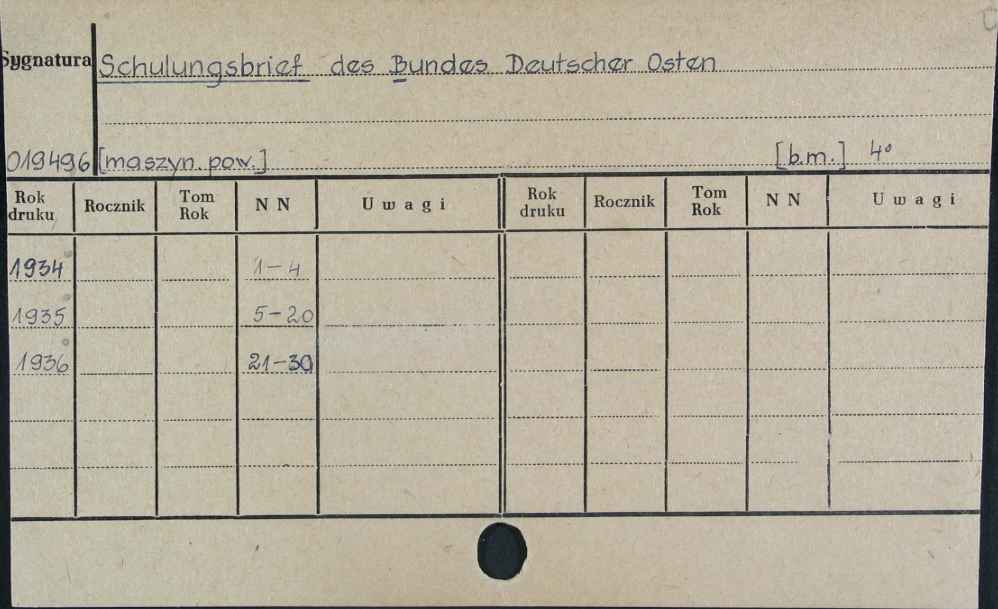 Sygnatura Schulungsbrief des Bundes Deutscher Osten
019496 [maszyn. pow.] [b.m.] 4°
Rok druku Rocznik Tom Rok N N Uwagi Rok druku Rocznik Tom Rok N N Uwagi
1934 1-4
1935 5-20
1936 21-30